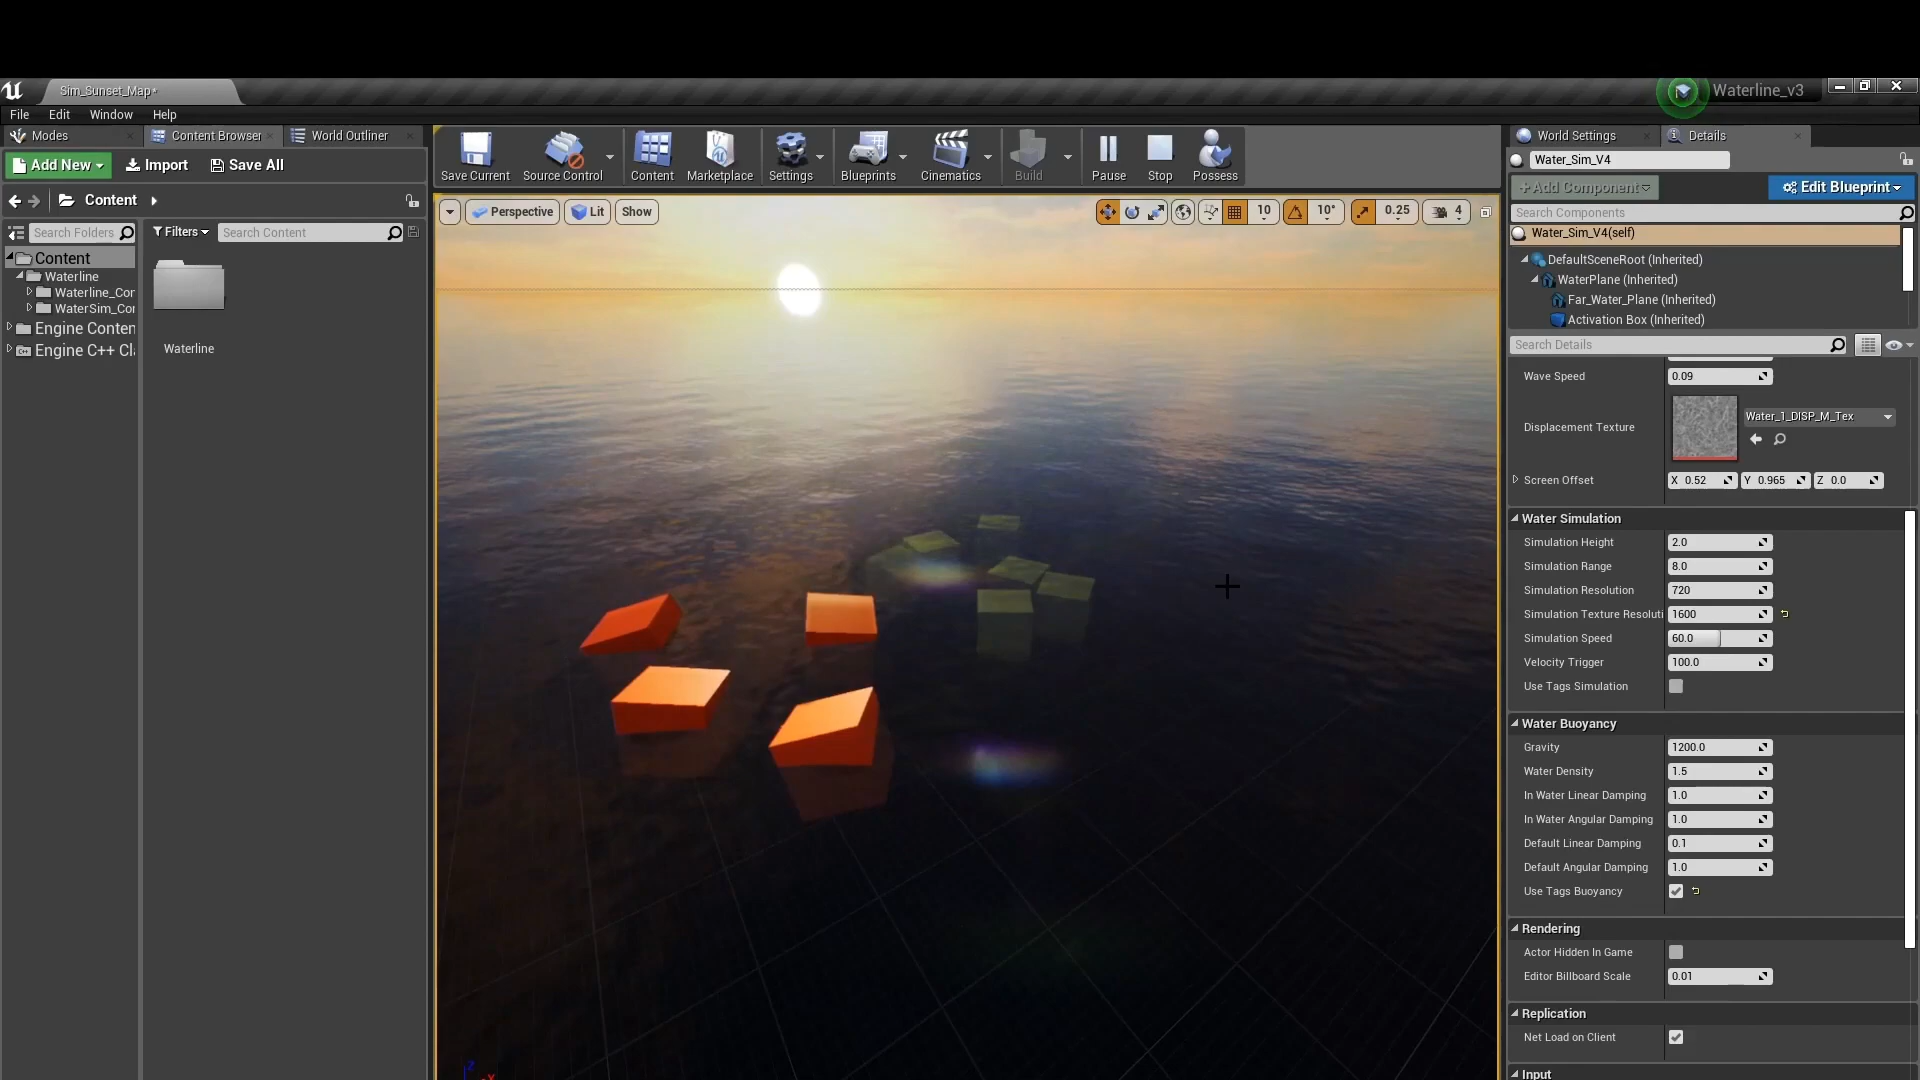 Sim_Sunset_Map*
Waterline_v3
File Edit Window Help
Modes
Content Browser
World Outliner
Add New
Import
Save All
Content
Search Folders
Filters
Search Content
Content
Waterline
Waterline_Cor
WaterSim_Cor
Engine Conten
Engine C++ Cl
Waterline
Save Current
Source Control
Content
Marketplace
Settings
Blueprints
Cinematics
Build
Pause
Stop
Possess
Perspective
Lit
Show
10
10°
0.25
4
World Settings
Details
Water_Sim_V4
+Add Component
Edit Blueprint
Search Components
Water_Sim_V4(self)
DefaultSceneRoot (Inherited)
WaterPlane (Inherited)
Far_Water_Plane (Inherited)
Activation Box (Inherited)
Search Details
Wave Speed 0.09
Displacement Texture
Water_1_DISP_M_Tex
Screen Offset X 0.52 Y 0.965 Z 0.0
Water Simulation
Simulation Height 2.0
Simulation Range 8.0
Simulation Resolution 720
Simulation Texture Resoluti 1600
Simulation Speed 60.0
Velocity Trigger 100.0
Use Tags Simulation
Water Buoyancy
Gravity 1200.0
Water Density 1.5
In Water Linear Damping 1.0
In Water Angular Damping 1.0
Default Linear Damping 0.1
Default Angular Damping 1.0
Use Tags Buoyancy
Rendering
Actor Hidden In Game
Editor Billboard Scale 0.01
Replication
Net Load on Client
Input